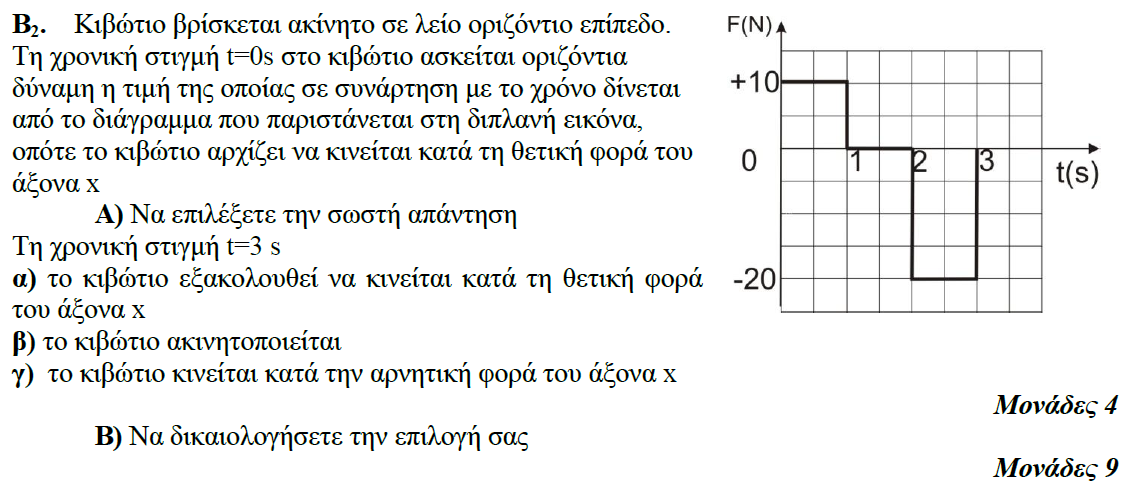 Β₂. Κιβώτιο βρίσκεται ακίνητο σε λείο οριζόντιο επίπεδο.
Τη χρονική στιγμή t=0s στο κιβώτιο ασκείται οριζόντια
δύναμη η τιμή της οποίας σε συνάρτηση με το χρόνο δίνεται
από το διάγραμμα που παριστάνεται στη διπλανή εικόνα,
οπότε το κιβώτιο αρχίζει να κινείται κατά τη θετική φορά του
άξονα x
Α) Να επιλέξετε την σωστή απάντηση
Τη χρονική στιγμή t=3 s
α) το κιβώτιο εξακολουθεί να κινείται κατά τη θετική φορά
του άξονα x
β) το κιβώτιο ακινητοποιείται
γ) το κιβώτιο κινείται κατά την αρνητική φορά του άξονα x
Μονάδες 4
Β) Να δικαιολογήσετε την επιλογή σας
Μονάδες 9
F(N)
+10
0
1
2
3
t(s)
-20